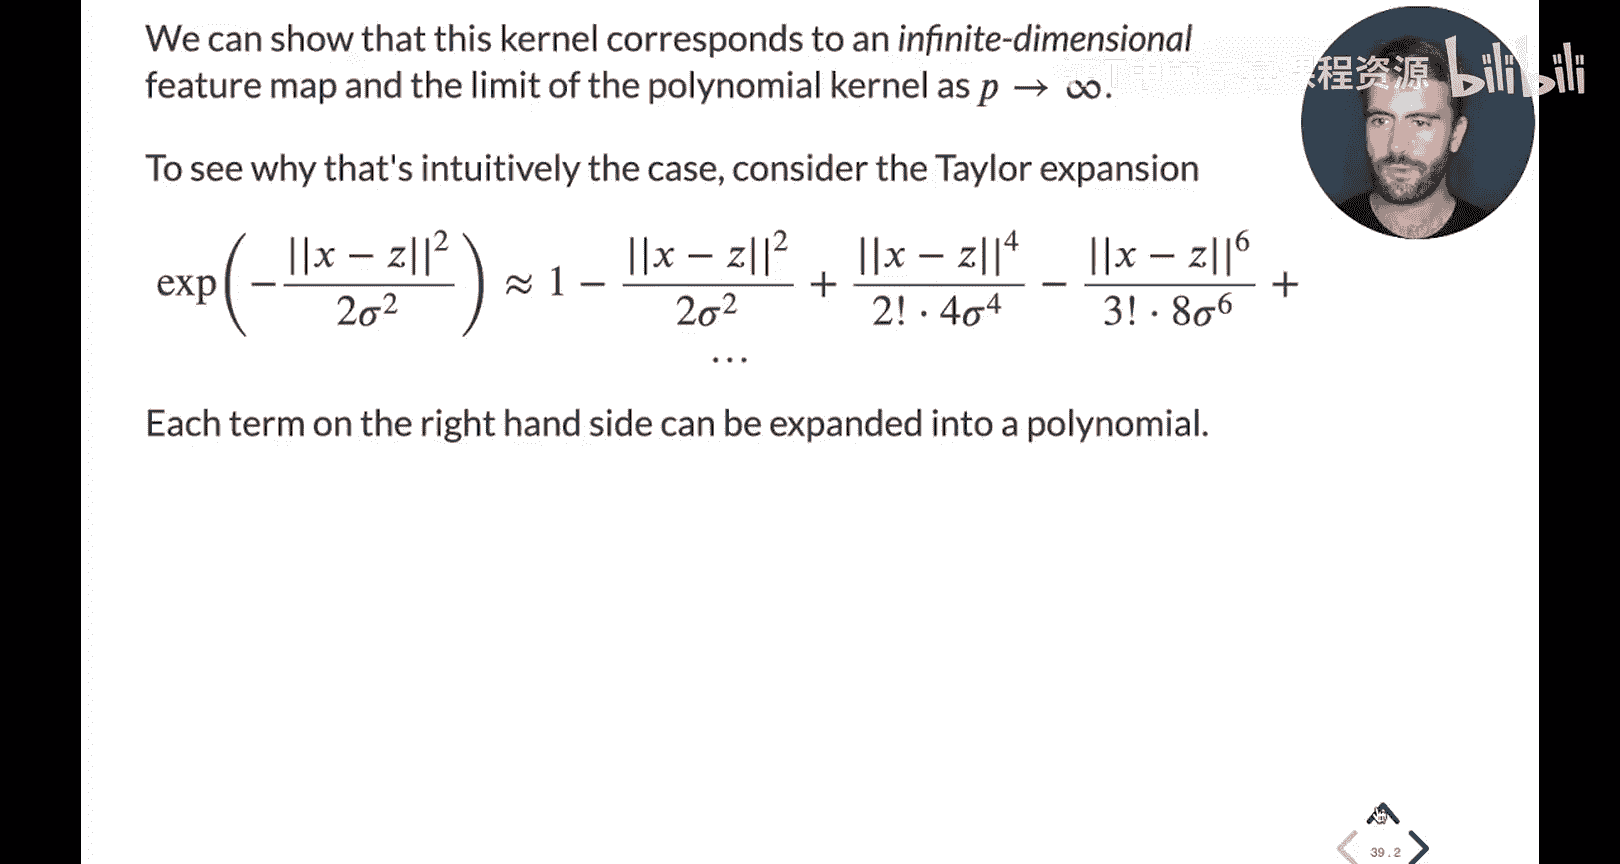 We can show that this kernel corresponds to an infinite-dimensional
feature map and the limit of the polynomial kernel as p → ∞.
程资源 bilibili
To see why that's intuitively the case, consider the Taylor expansion
exp(−||x − z||²/2σ²) ≈ 1 − ||x − z||²/2σ² + ||x − z||⁴/2! · 4σ⁴ − ||x − z||⁶/3! · 8σ⁶ +
...
Each term on the right hand side can be expanded into a polynomial.
39.2